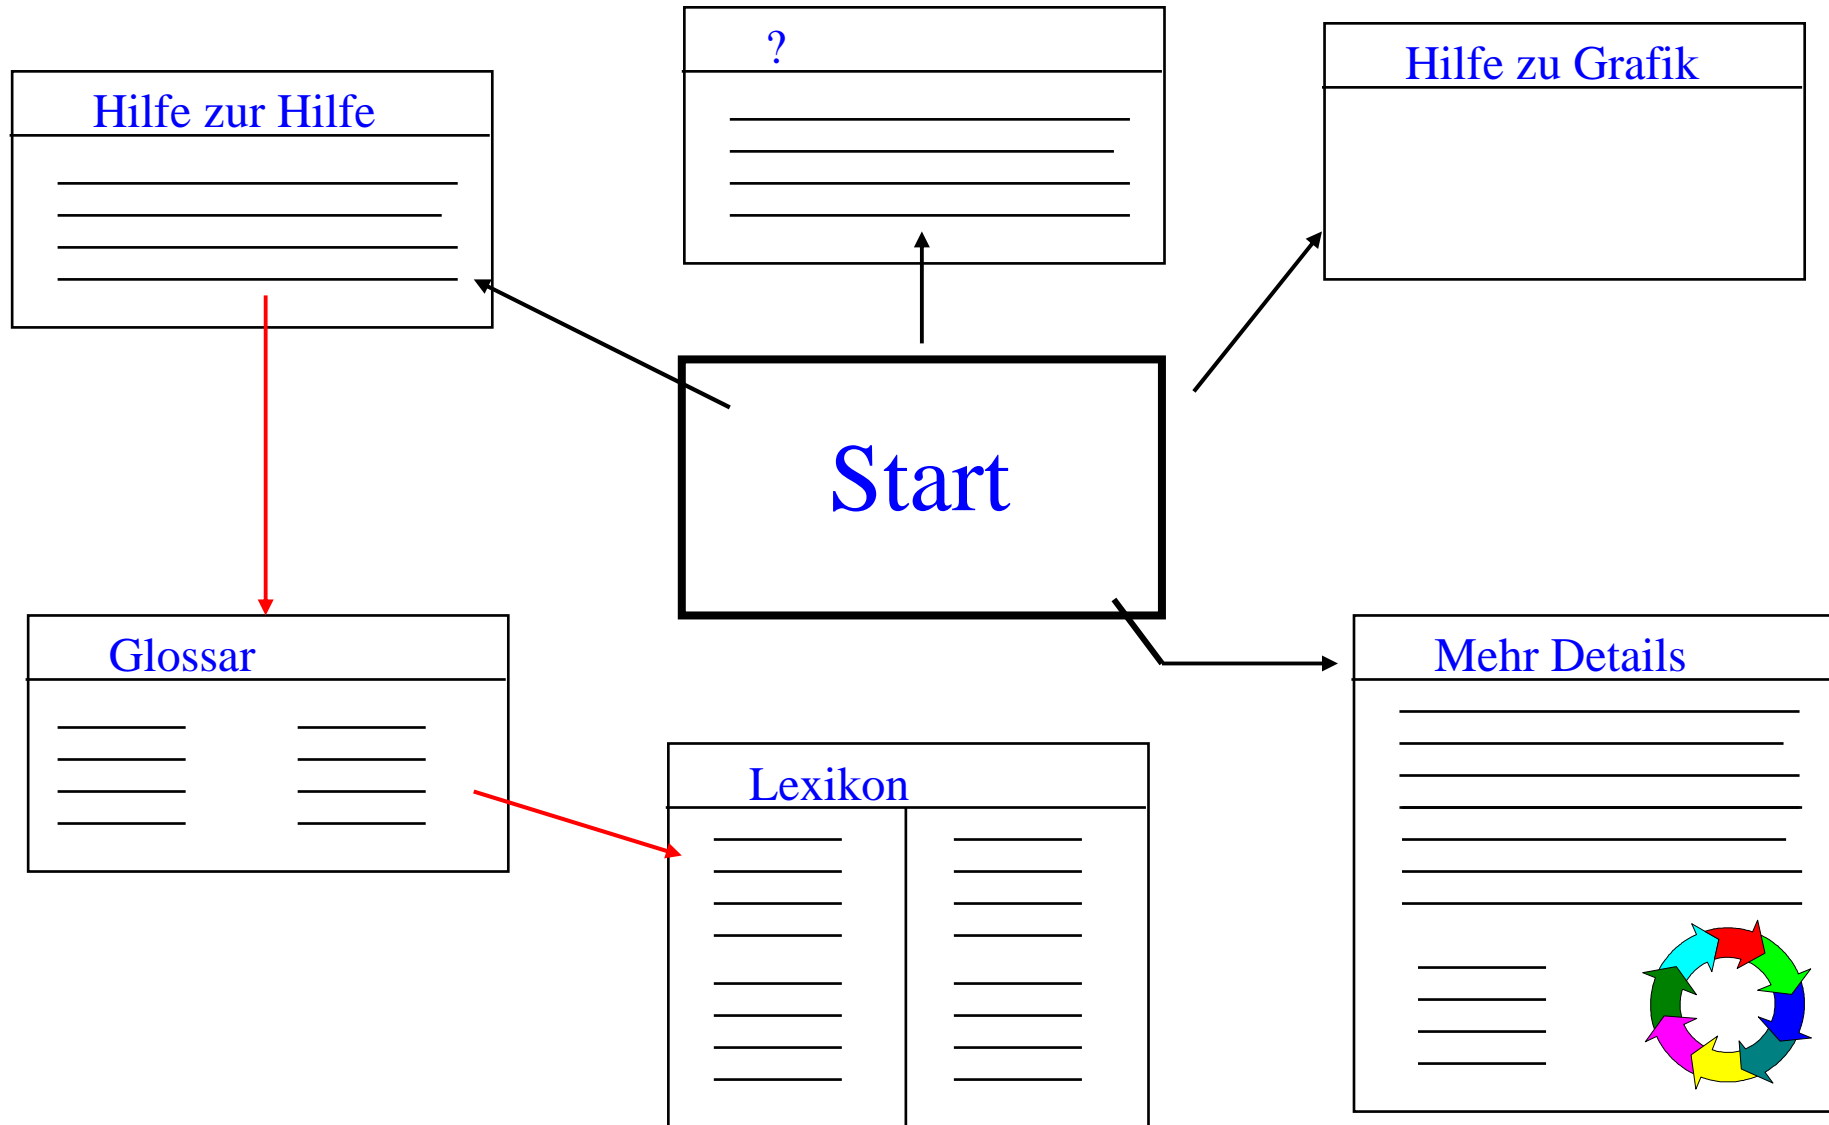 ?
Hilfe zu Grafik
Hilfe zur Hilfe
Start
Glossar
Mehr Details
Lexikon